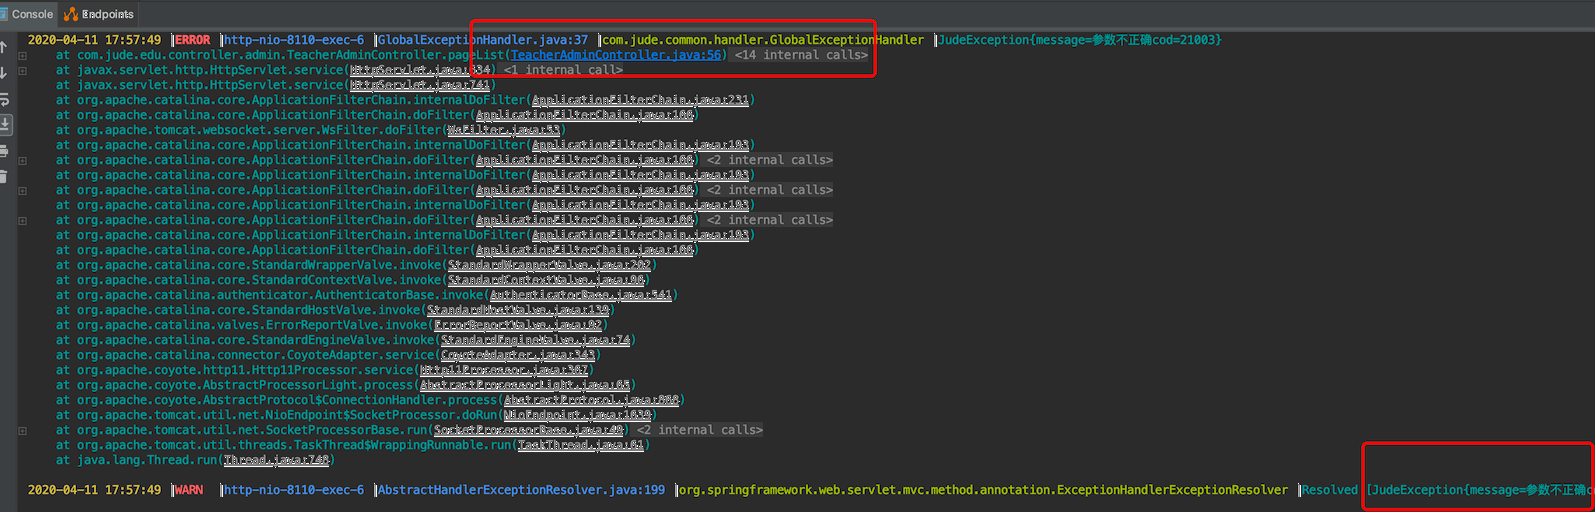 Console Endpoints
2020-04-11 17:57:49 |ERROR |http-nio-8110-exec-6 |GlobalExceptionHandler.java:37 |com.jude.common.handler.GlobalExceptionHandler |JudeException{message=参数不正确cod=21003}
at com.jude.edu.controller.admin.TeacherAdminController.pageList(TeacherAdminController.java:56) <14 internal calls>
at javax.servlet.http.HttpServlet.service(HttpServlet.java:634) <1 internal call>
at javax.servlet.http.HttpServlet.service(HttpServlet.java:741)
at org.apache.catalina.core.ApplicationFilterChain.internalDoFilter(ApplicationFilterChain.java:231)
at org.apache.catalina.core.ApplicationFilterChain.doFilter(ApplicationFilterChain.java:166)
at org.apache.tomcat.websocket.server.WsFilter.doFilter(WsFilter.java:53)
at org.apache.catalina.core.ApplicationFilterChain.internalDoFilter(ApplicationFilterChain.java:193)
at org.apache.catalina.core.ApplicationFilterChain.doFilter(ApplicationFilterChain.java:166) <2 internal calls>
at org.apache.catalina.core.ApplicationFilterChain.internalDoFilter(ApplicationFilterChain.java:193)
at org.apache.catalina.core.ApplicationFilterChain.doFilter(ApplicationFilterChain.java:166) <2 internal calls>
at org.apache.catalina.core.ApplicationFilterChain.internalDoFilter(ApplicationFilterChain.java:193)
at org.apache.catalina.core.ApplicationFilterChain.doFilter(ApplicationFilterChain.java:166) <2 internal calls>
at org.apache.catalina.core.ApplicationFilterChain.internalDoFilter(ApplicationFilterChain.java:193)
at org.apache.catalina.core.ApplicationFilterChain.doFilter(ApplicationFilterChain.java:166)
at org.apache.catalina.core.StandardWrapperValve.invoke(StandardWrapperValve.java:202)
at org.apache.catalina.core.StandardContextValve.invoke(StandardContextValve.java:96)
at org.apache.catalina.authenticator.AuthenticatorBase.invoke(AuthenticatorBase.java:541)
at org.apache.catalina.core.StandardHostValve.invoke(StandardHostValve.java:139)
at org.apache.catalina.valves.ErrorReportValve.invoke(ErrorReportValve.java:92)
at org.apache.catalina.core.StandardEngineValve.invoke(StandardEngineValve.java:74)
at org.apache.catalina.connector.CoyoteAdapter.service(CoyoteAdapter.java:343)
at org.apache.coyote.http11.Http11Processor.service(Http11Processor.java:367)
at org.apache.coyote.AbstractProcessorLight.process(AbstractProcessorLight.java:65)
at org.apache.coyote.AbstractProtocol$ConnectionHandler.process(AbstractProtocol.java:868)
at org.apache.tomcat.util.net.NioEndpoint$SocketProcessor.doRun(NioEndpoint.java:1639)
at org.apache.tomcat.util.net.SocketProcessorBase.run(SocketProcessorBase.java:49) <2 internal calls>
at org.apache.tomcat.util.threads.TaskThread$WrappingRunnable.run(TaskThread.java:61)
at java.lang.Thread.run(Thread.java:748)
2020-04-11 17:57:49 |WARN |http-nio-8110-exec-6 |AbstractHandlerExceptionResolver.java:199 |org.springframework.web.servlet.mvc.method.annotation.ExceptionHandlerExceptionResolver |Resolved [JudeException{message=参数不正确co